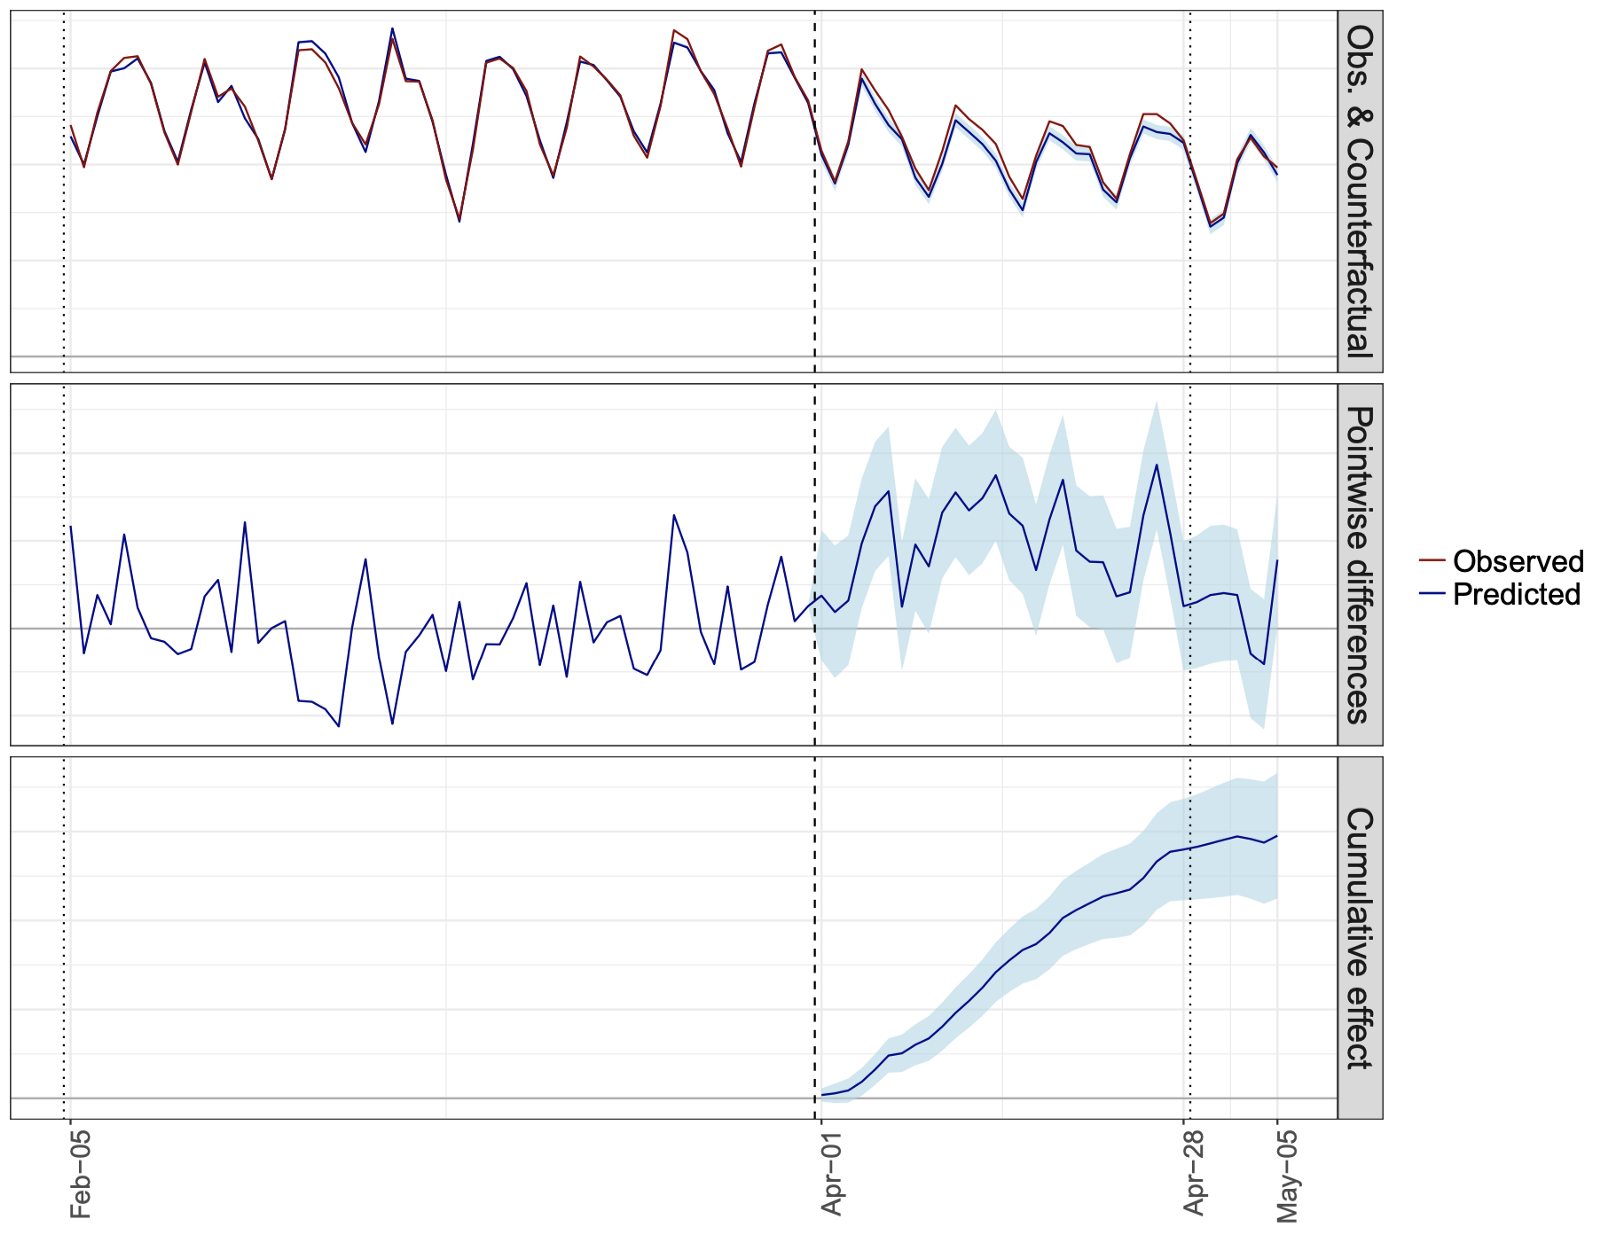 Obs. & Counterfactual
Pointwise differences
Cumulative effect
Observed
Predicted
Feb−05
Apr−01
Apr−28
May−05